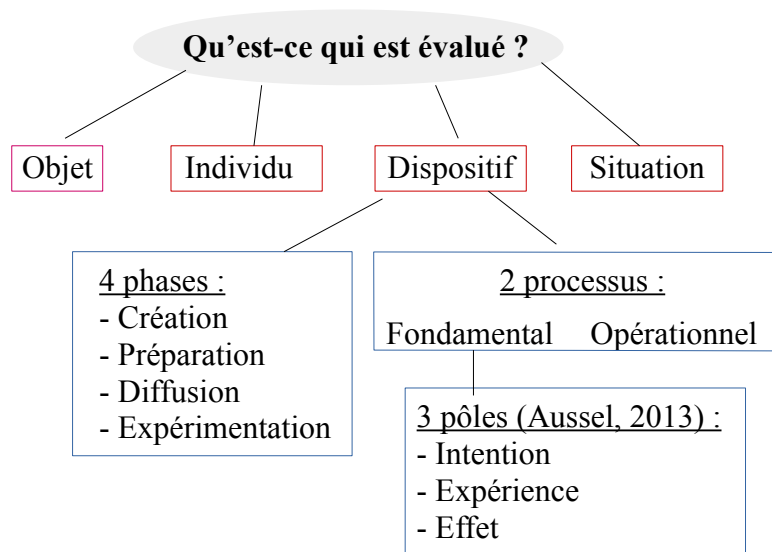 Qu’est-ce qui est évalué ?
Objet
Individu
Dispositif
Situation
4 phases :
- Création
- Préparation
- Diffusion
- Expérimentation
2 processus :
Fondamental Opérationnel
3 pôles (Aussel, 2013) :
- Intention
- Expérience
- Effet